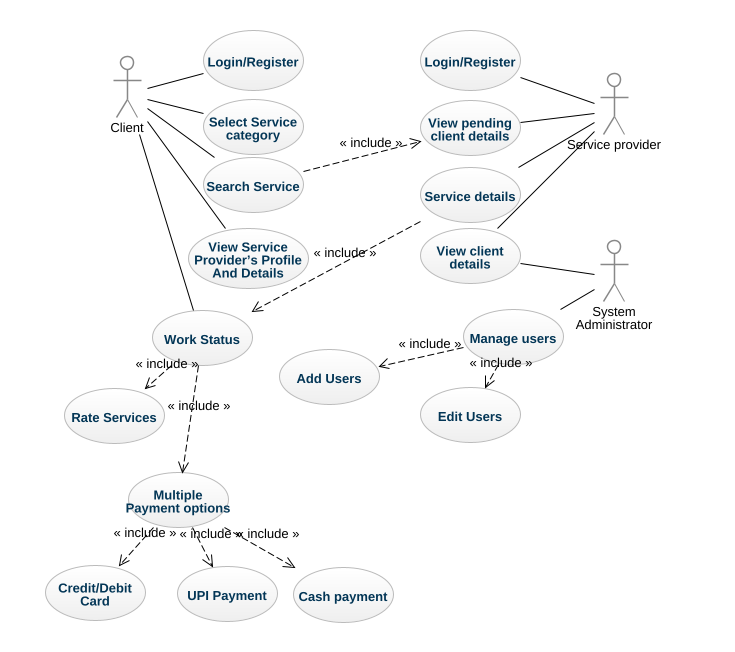 Login/Register
Login/Register
Client
Select Service
category
View pending
client details
Service provider
« include »
Search Service
Service details
View Service
Provider’s Profile
And Details
« include »
View client
details
System
Administrator
Work Status
Manage users
« include »
« include »
« include »
Add Users
« include »
Rate Services
Edit Users
Multiple
Payment options
« include »
« include »
« include »
Credit/Debit
Card
UPI Payment
Cash payment